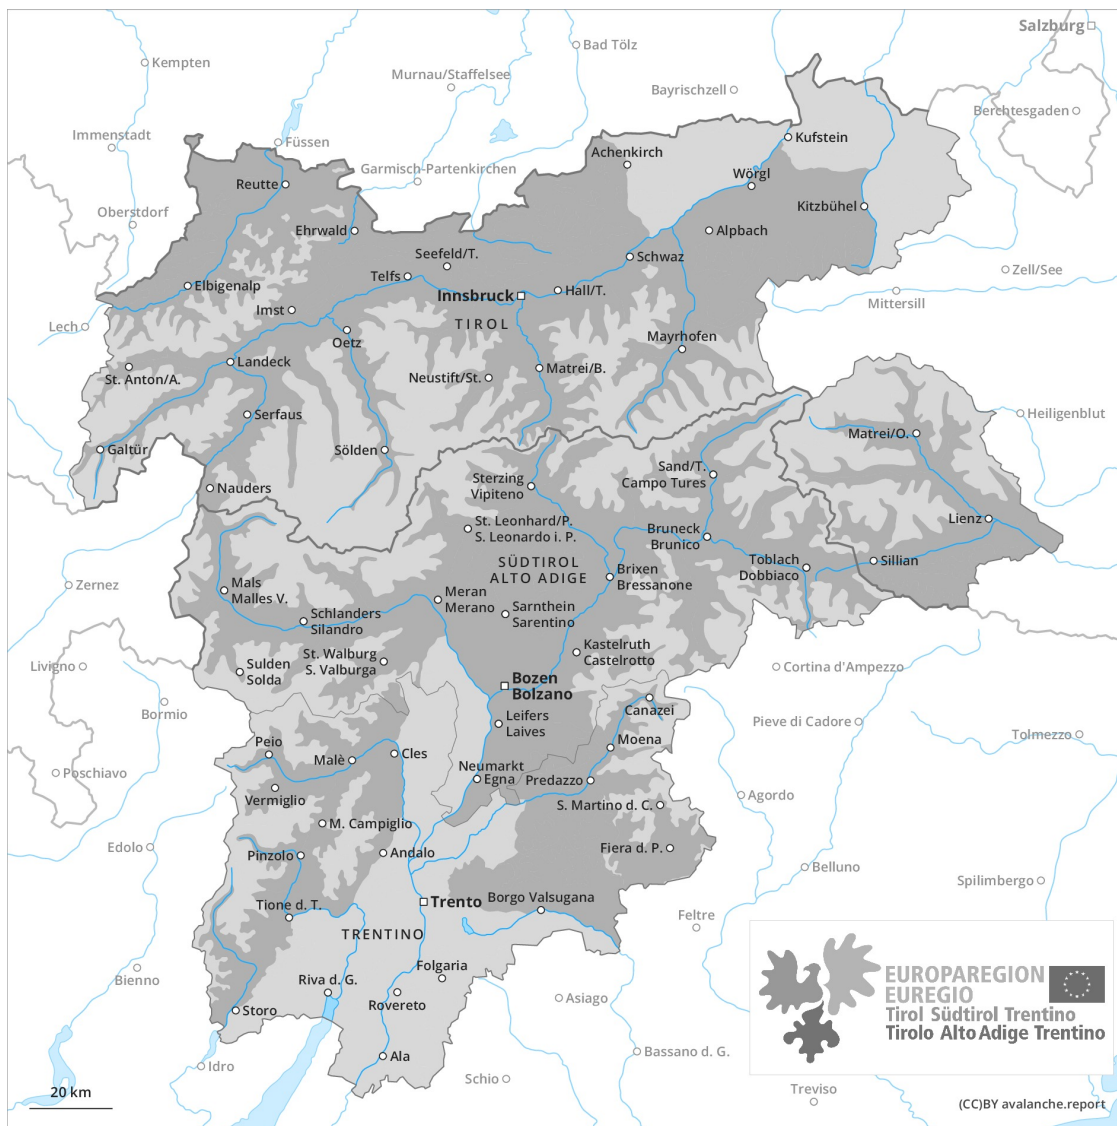 Salzburg
Bad Tölz
Kempten
Murnau/Staffelsee
Bayrischzell
Berchtesgaden
Immenstadt
Füssen
Kufstein
Achenkirch
Garmisch-Partenkirchen
Wörgl
Reutte
Kitzbühel
Oberstdorf
Ehrwald
Alpbach
Seefeld/T.
Schwaz
Zell/See
Telfs
Elbigenalp
Hall/T.
Innsbruck
Mittersill
Imst
TIROL
Lech
Oetz
Mayrhofen
Landeck
Matrei/B.
St. Anton/A.
Neustift/St.
Serfaus
Heiligenblut
Matrei/O.
Galtür
Sölden
Sand/T.
Campo Tures
Sterzing
Vipiteno
Nauders
Lienz
St. Leonhard/P.
S. Leonardo i. P.
Bruneck
Brunico
SÜDTIROL
ALTO ADIGE
Toblach
Dobbiaco
Sillian
Brixen
Bressanone
Zernez
Mals
Malles V.
Meran
Merano
Schlanders
Silandro
Sarnthein
Sarentino
Kastelruth
Castelrotto
St. Walburg
S. Valburga
Livigno
Sulden
Solda
Cortina d'Ampezzo
Bozen
Bolzano
Canazei
Bormio
Leifers
Laives
Pieve di Cadore
Tolmezzo
Moena
Peio
Malè
Cles
Poschiavo
Neumarkt
Egna
Predazzo
Vermiglio
Agordo
S. Martino d. C.
M. Campiglio
Edolo
Pinzolo
Andalo
Fiera d. P.
Belluno
Spilimbergo
Trento
Borgo Valsugana
Tione d. T.
Feltre
TRENTINO
Folgaria
Bienno
Riva d. G.
Rovereto
Asiago
Storo
EUROPAREGION
EUREGIO
Tirol Südtirol Trentino
Tirolo Alto Adige Trentino
Ala
Bassano d. G.
Idro
Schio
Treviso
20 km
(CC)BY avalanche.report